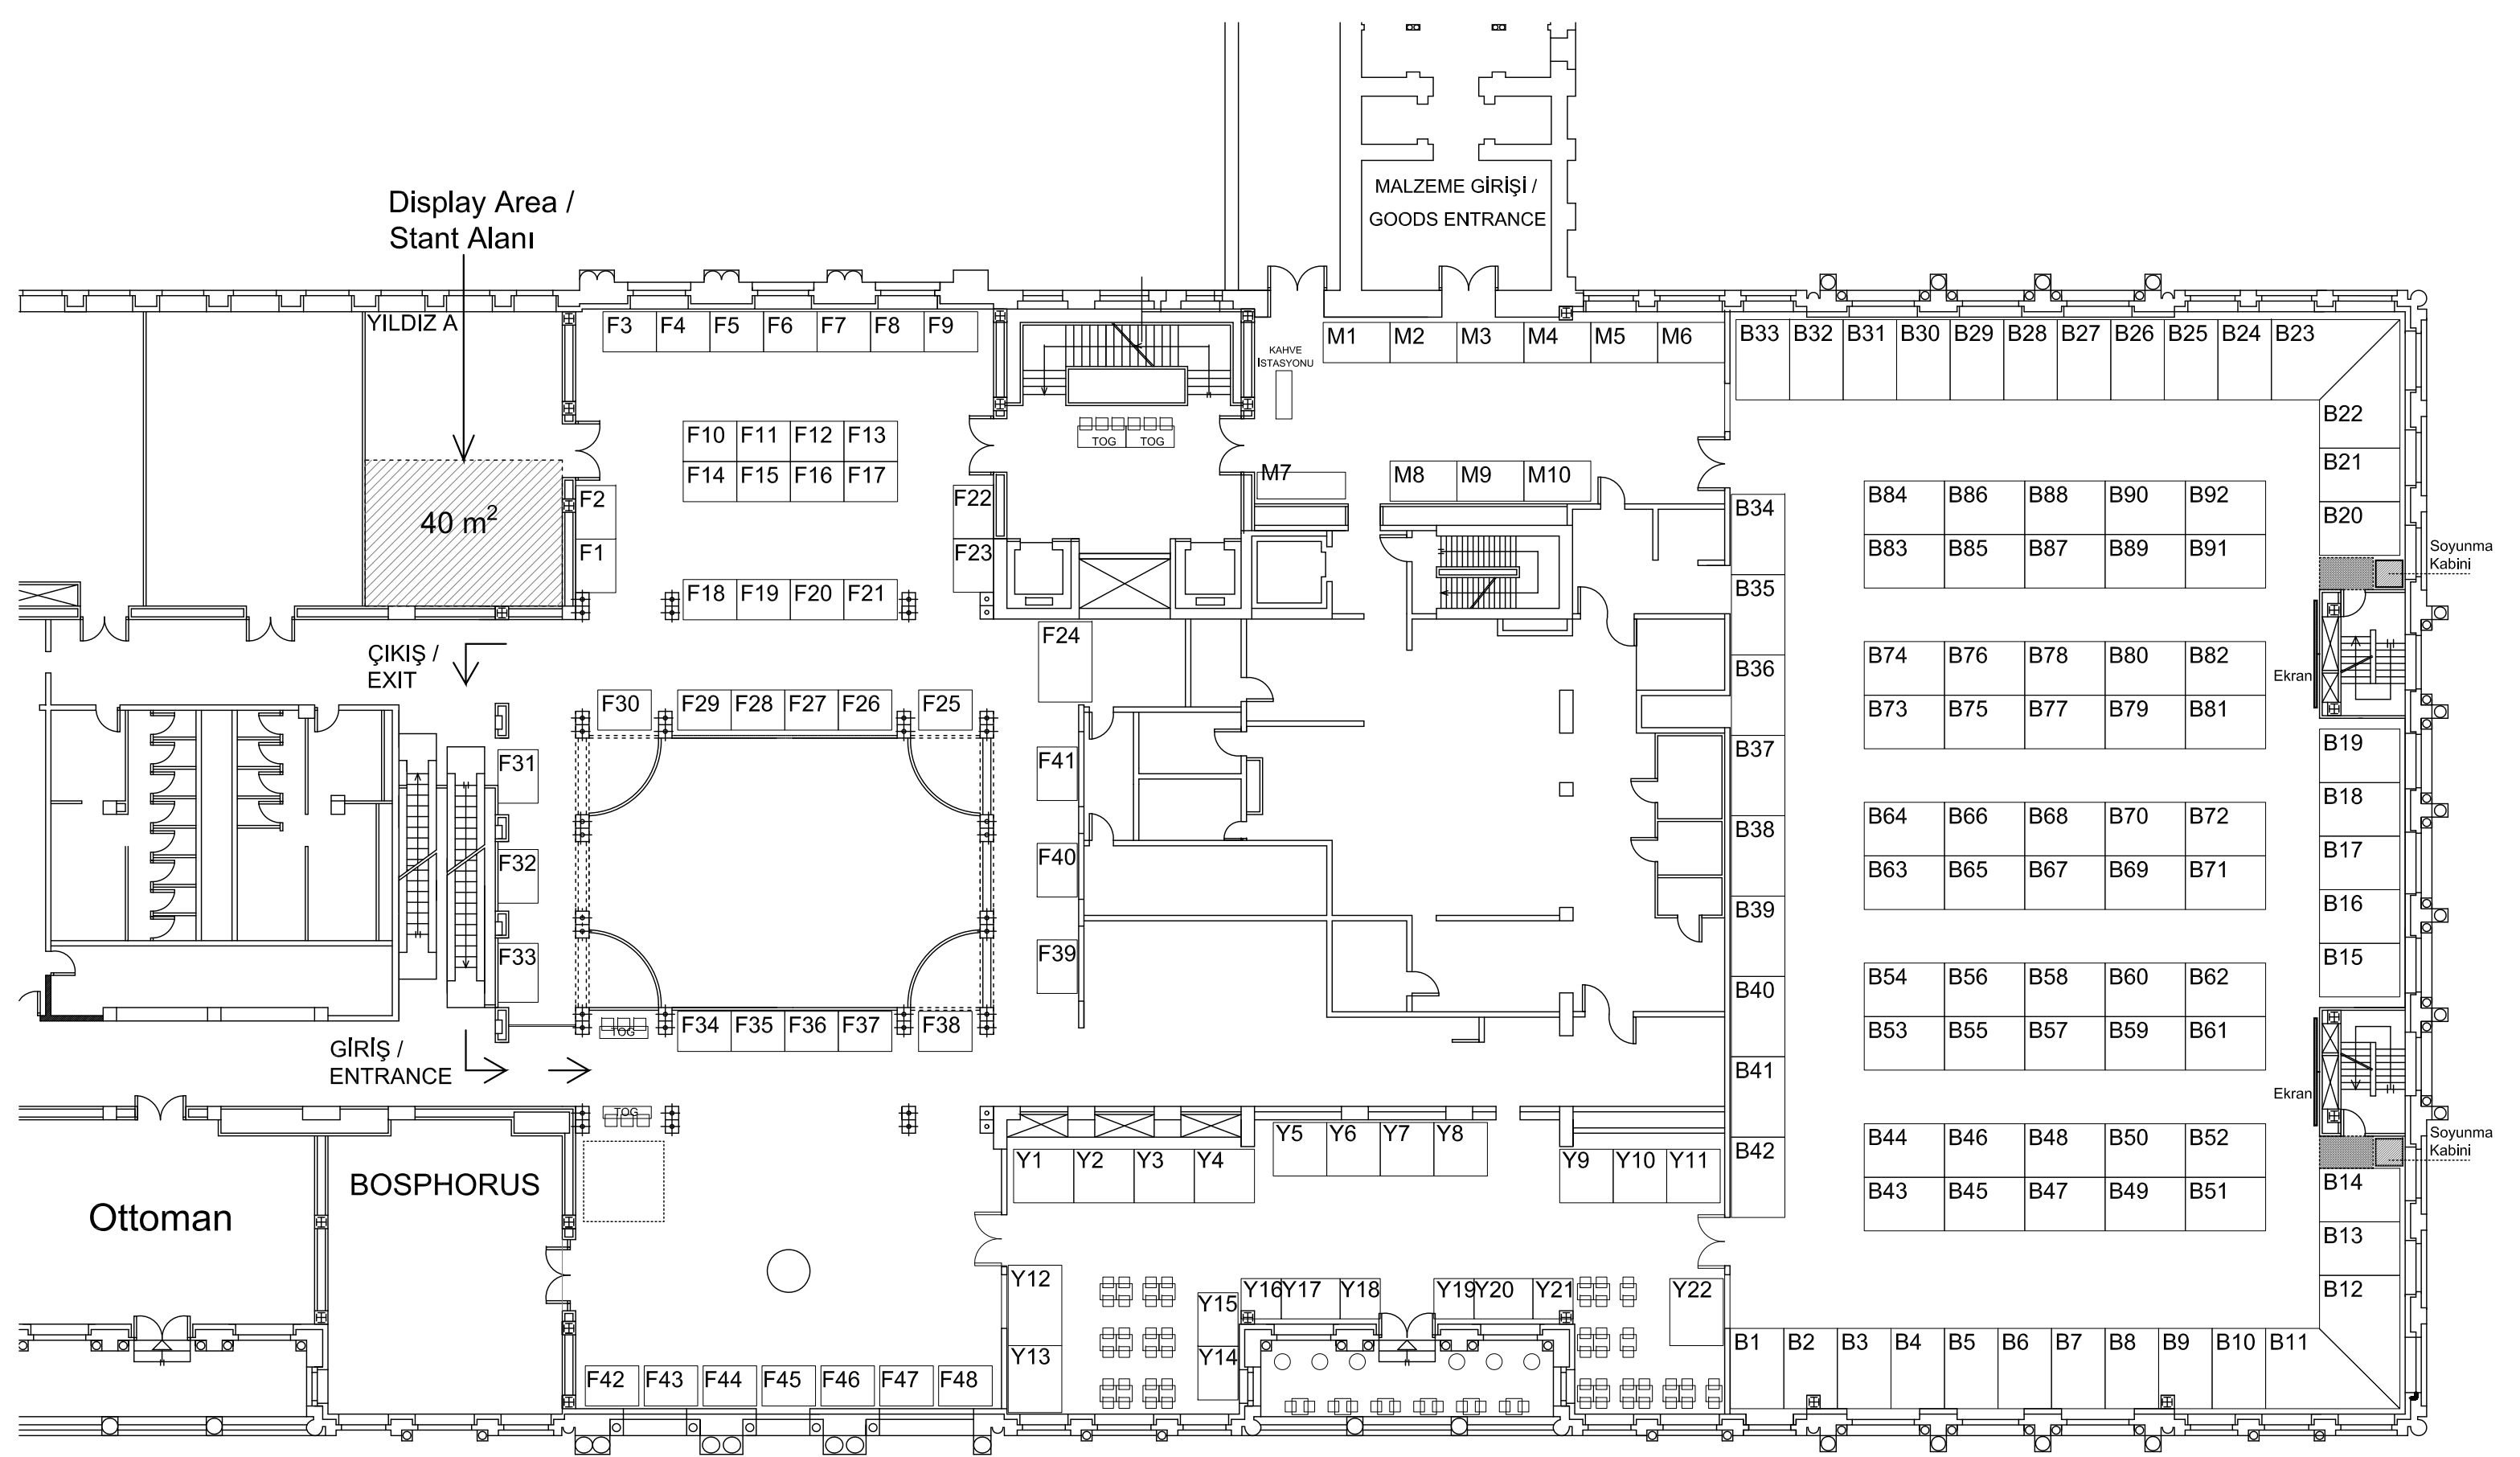 MALZEME GİRİŞİ /
GOODS ENTRANCE
Display Area /
Stant Alanı
YILDIZ A
40 m²
F3 F4 F5 F6 F7 F8 F9
KAHVE
İSTASYONU
M1 M2 M3 M4 M5 M6
B33 B32 B31 B30 B29 B28 B27 B26 B25 B24 B23
B22
F10 F11 F12 F13
TOG TOG
F14 F15 F16 F17
M7 M8 M9 M10
B21
F2 F22
B34
B84 B86 B88 B90 B92
B20
F1 F23
B83 B85 B87 B89 B91
Soyunma
Kabini
F18 F19 F20 F21
B35
F24
ÇIKIŞ /
EXIT
B36
B74 B76 B78 B80 B82
Ekran
F30 F29 F28 F27 F26 F25
B73 B75 B77 B79 B81
F31 F41
B37
B19
B18
F32 F40
B38
B64 B66 B68 B70 B72
B17
B63 B65 B67 B69 B71
F33 F39
B39
B16
B15
B40
B54 B56 B58 B60 B62
TOG
F34 F35 F36 F37 F38
B53 B55 B57 B59 B61
GİRİŞ /
ENTRANCE
B41
Ekran
TOG
Y5 Y6 Y7 Y8
B42
B44 B46 B48 B50 B52
Soyunma
Kabini
Y1 Y2 Y3 Y4
Y9 Y10 Y11
B14
BOSPHORUS
Ottoman
B43 B45 B47 B49 B51
B13
Y12
Y15
Y16 Y17 Y18 Y19 Y20 Y21
Y22
B12
Y13
Y14
B1 B2 B3 B4 B5 B6 B7 B8 B9 B10 B11
F42 F43 F44 F45 F46 F47 F48